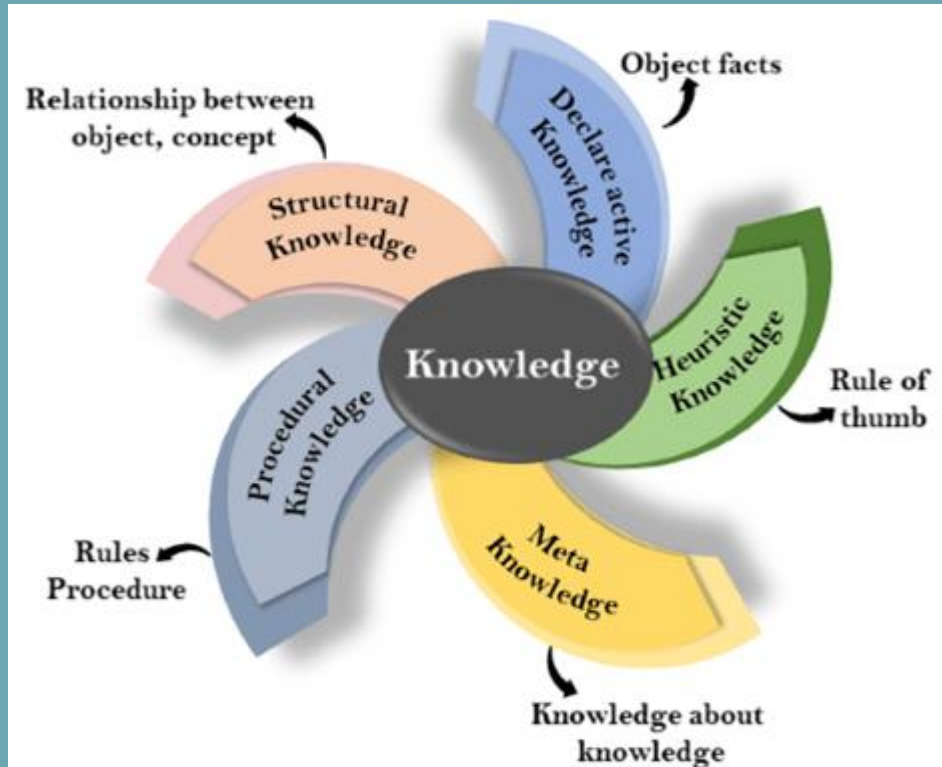 Object facts
Declare active
Knowledge
Relationship between
object, concept
Structural
Knowledge
Knowledge
Heuristic
Knowledge
Rule of
thumb
Procedural
Knowledge
Rules
Procedure
Meta
Knowledge
Knowledge about
knowledge